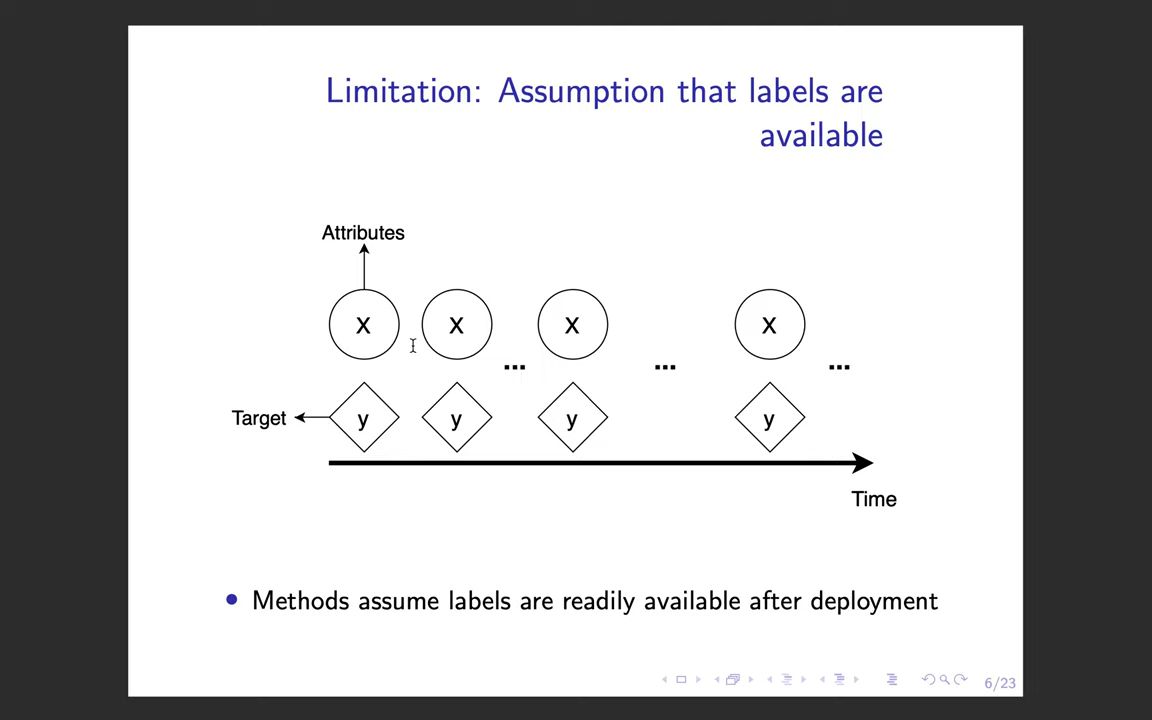 Limitation: Assumption that labels are
available
Attributes
x x x x
... ... ...
Target y y y y
Time
Methods assume labels are readily available after deployment
6/23